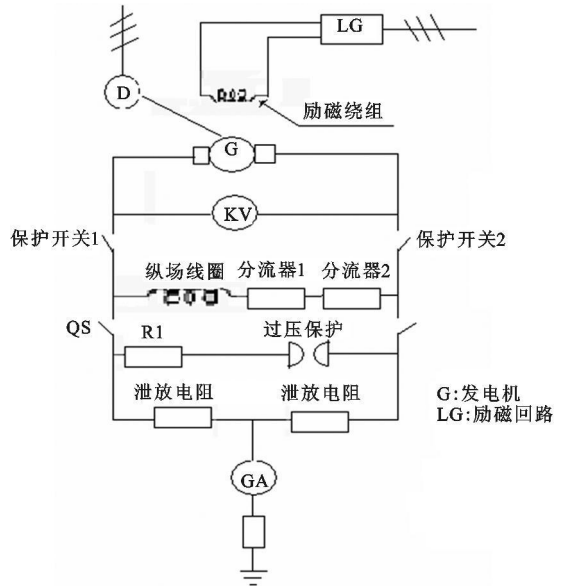 LG
D
励磁绕组
G
KV
保护开关1
保护开关2
纵场线圈
分流器1
分流器2
QS
R1
过压保护
泄放电阻
泄放电阻
G:发电机
LG:励磁回路
GA